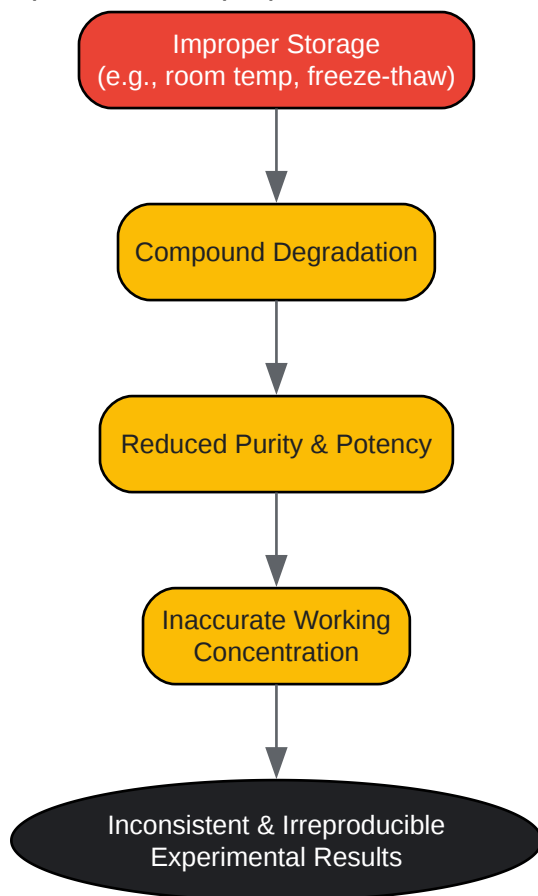 Improper Storage
(e.g., room temp, freeze-thaw)
Compound Degradation
Reduced Purity & Potency
Inaccurate Working
Concentration
Inconsistent & Irreproducible
Experimental Results